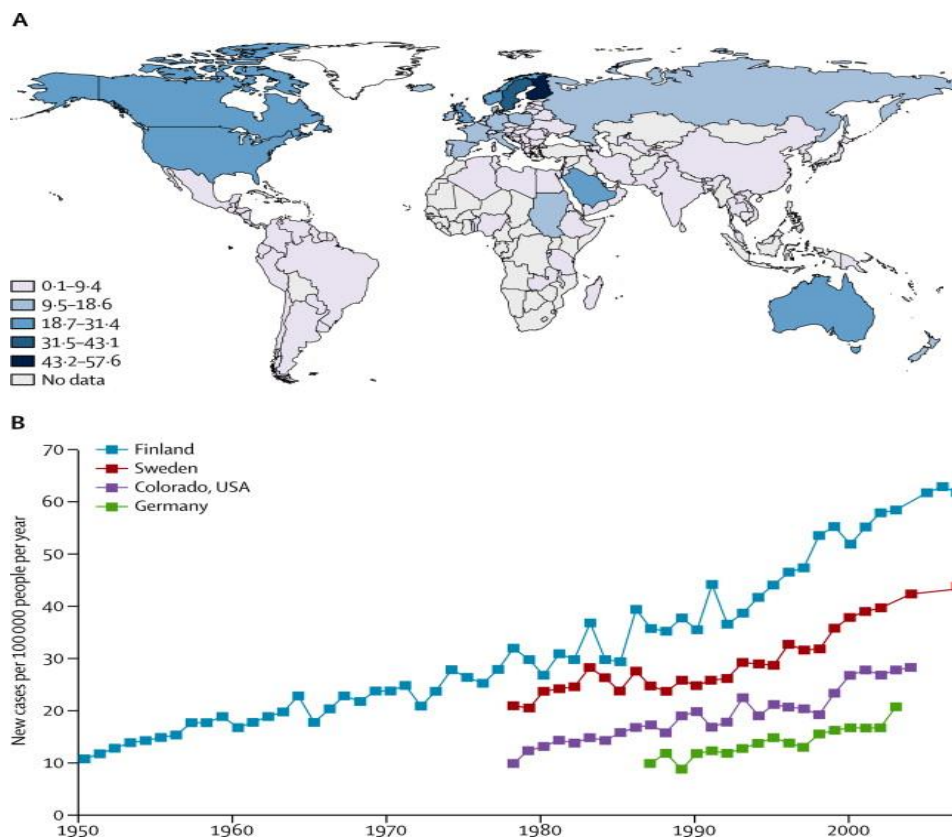 A
0·1–9·4
9·5–18·6
18·7–31·4
31·5–43·1
43·2–57·6
No data
B
70
60
50
40
30
20
10
0
New cases per 100 000 people per year
Finland
Sweden
Colorado, USA
Germany
1950
1960
1970
1980
1990
2000